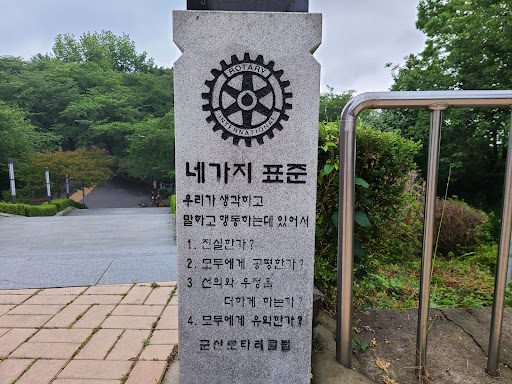 ROTARY
INTERNATIONAL
네가지 표준
우리가 생각하고
말하고 행동하는데 있어서
1. 진실한가?
2. 모두에게 공평한가?
3 선의와 우정을
더하게 하는가?
4. 모두에게 유익한가?
군산로타리클럽